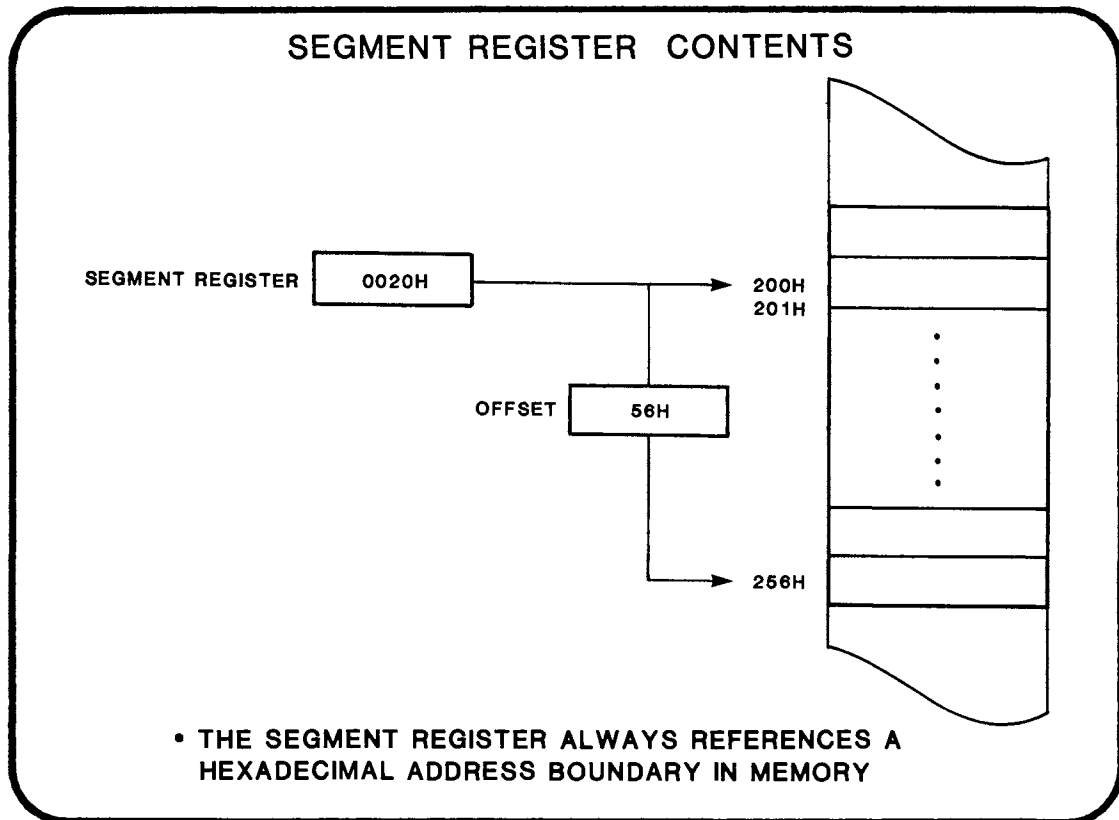 SEGMENT REGISTER CONTENTS
SEGMENT REGISTER
0020H
200H
201H
OFFSET
56H
256H
• THE SEGMENT REGISTER ALWAYS REFERENCES A
HEXADECIMAL ADDRESS BOUNDARY IN MEMORY